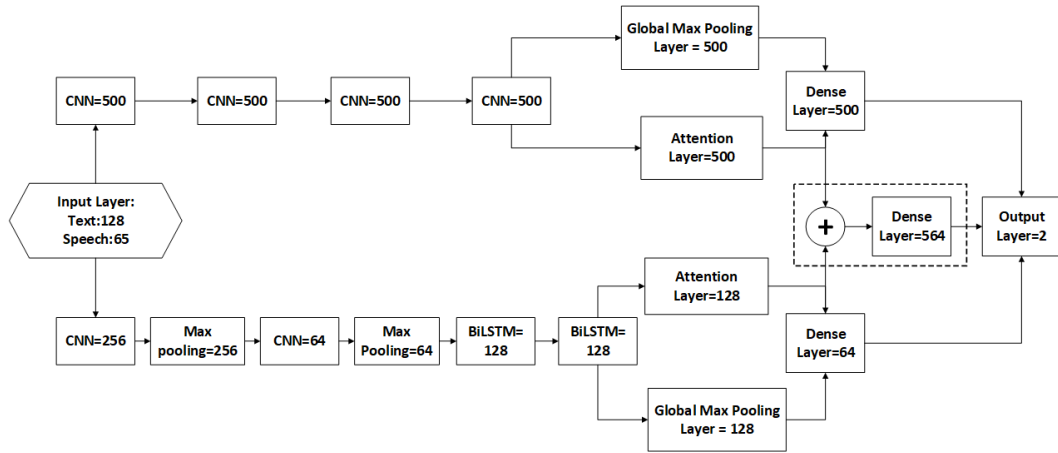 Global Max Pooling
Layer = 500
CNN=500
CNN=500
CNN=500
CNN=500
Dense
Layer=500
Attention
Layer=500
Input Layer:
Text:128
Speech:65
+
Dense
Layer=564
Output
Layer=2
Attention
Layer=128
CNN=256
Max
pooling=256
CNN=64
Max
Pooling=64
BiLSTM=
128
BiLSTM=
128
Dense
Layer=64
Global Max Pooling
Layer = 128